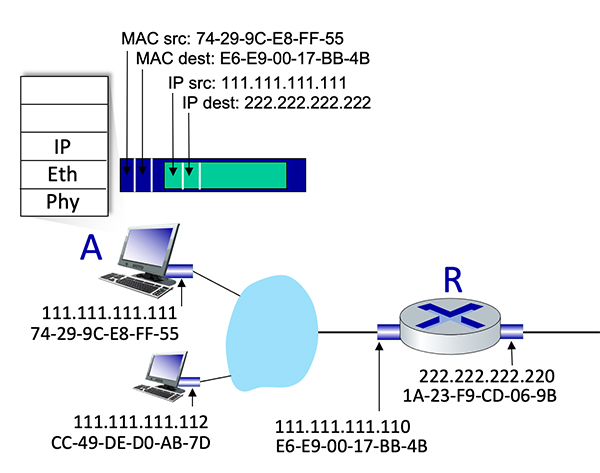 MAC src: 74-29-9C-E8-FF-55
MAC dest: E6-E9-00-17-BB-4B
IP src: 111.111.111.111
IP dest: 222.222.222.222
IP
Eth
Phy
A
R
111.111.111.111
74-29-9C-E8-FF-55
222.222.222.220
1A-23-F9-CD-06-9B
111.111.111.112
CC-49-DE-D0-AB-7D
111.111.111.110
E6-E9-00-17-BB-4B